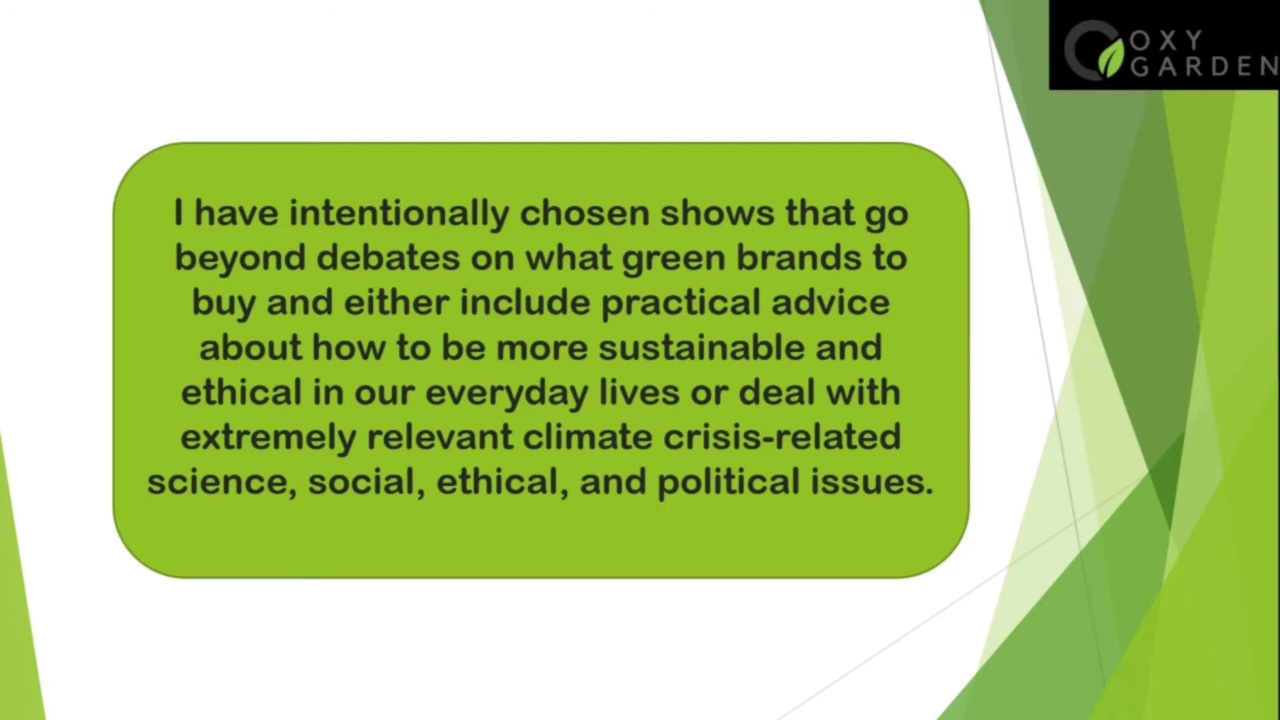 OXY
GARDEN
I have intentionally chosen shows that go
beyond debates on what green brands to
buy and either include practical advice
about how to be more sustainable and
ethical in our everyday lives or deal with
extremely relevant climate crisis-related
science, social, ethical, and political issues.